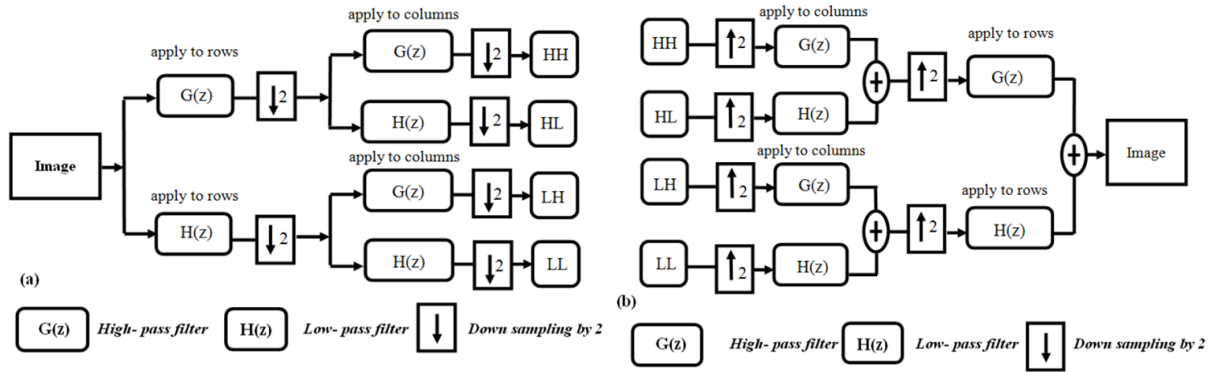 apply to columns
apply to rows
G(z)
2
G(z)
2
HH
H(z)
2
HL
Image
apply to columns
apply to rows
G(z)
2
LH
H(z)
2
H(z)
2
LL
(a)
G(z) High- pass filter H(z) Low- pass filter Down sampling by 2
apply to columns
apply to rows
HH 2 G(z)
2 G(z)
HL 2 H(z)
Image
apply to columns
apply to rows
LH 2 G(z)
2 H(z)
LL 2 H(z)
(b)
G(z) High- pass filter H(z) Low- pass filter Down sampling by 2